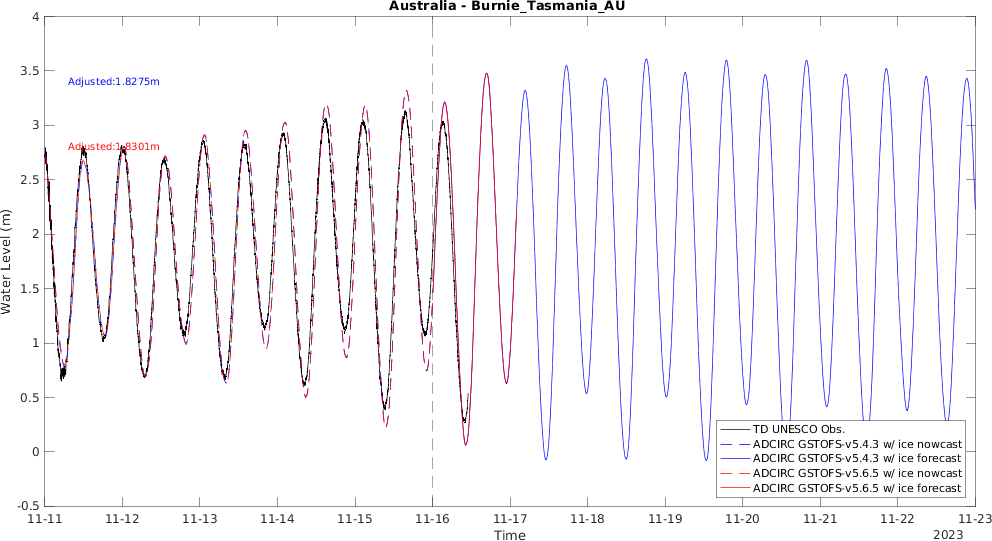 Australia - Burnie_Tasmania_AU
4
3.5
3
2.5
2
1.5
1
0.5
0
-0.5
Water Level (m)
Adjusted:1.8275m
Adjusted:1.8301m
TD UNESCO Obs.
ADCIRC GSTOFS-v5.4.3 w/ ice nowcast
ADCIRC GSTOFS-v5.4.3 w/ ice forecast
ADCIRC GSTOFS-v5.6.5 w/ ice nowcast
ADCIRC GSTOFS-v5.6.5 w/ ice forecast
11-11 11-12 11-13 11-14 11-15 11-16 11-17 11-18 11-19 11-20 11-21 11-22 11-23
Time
2023